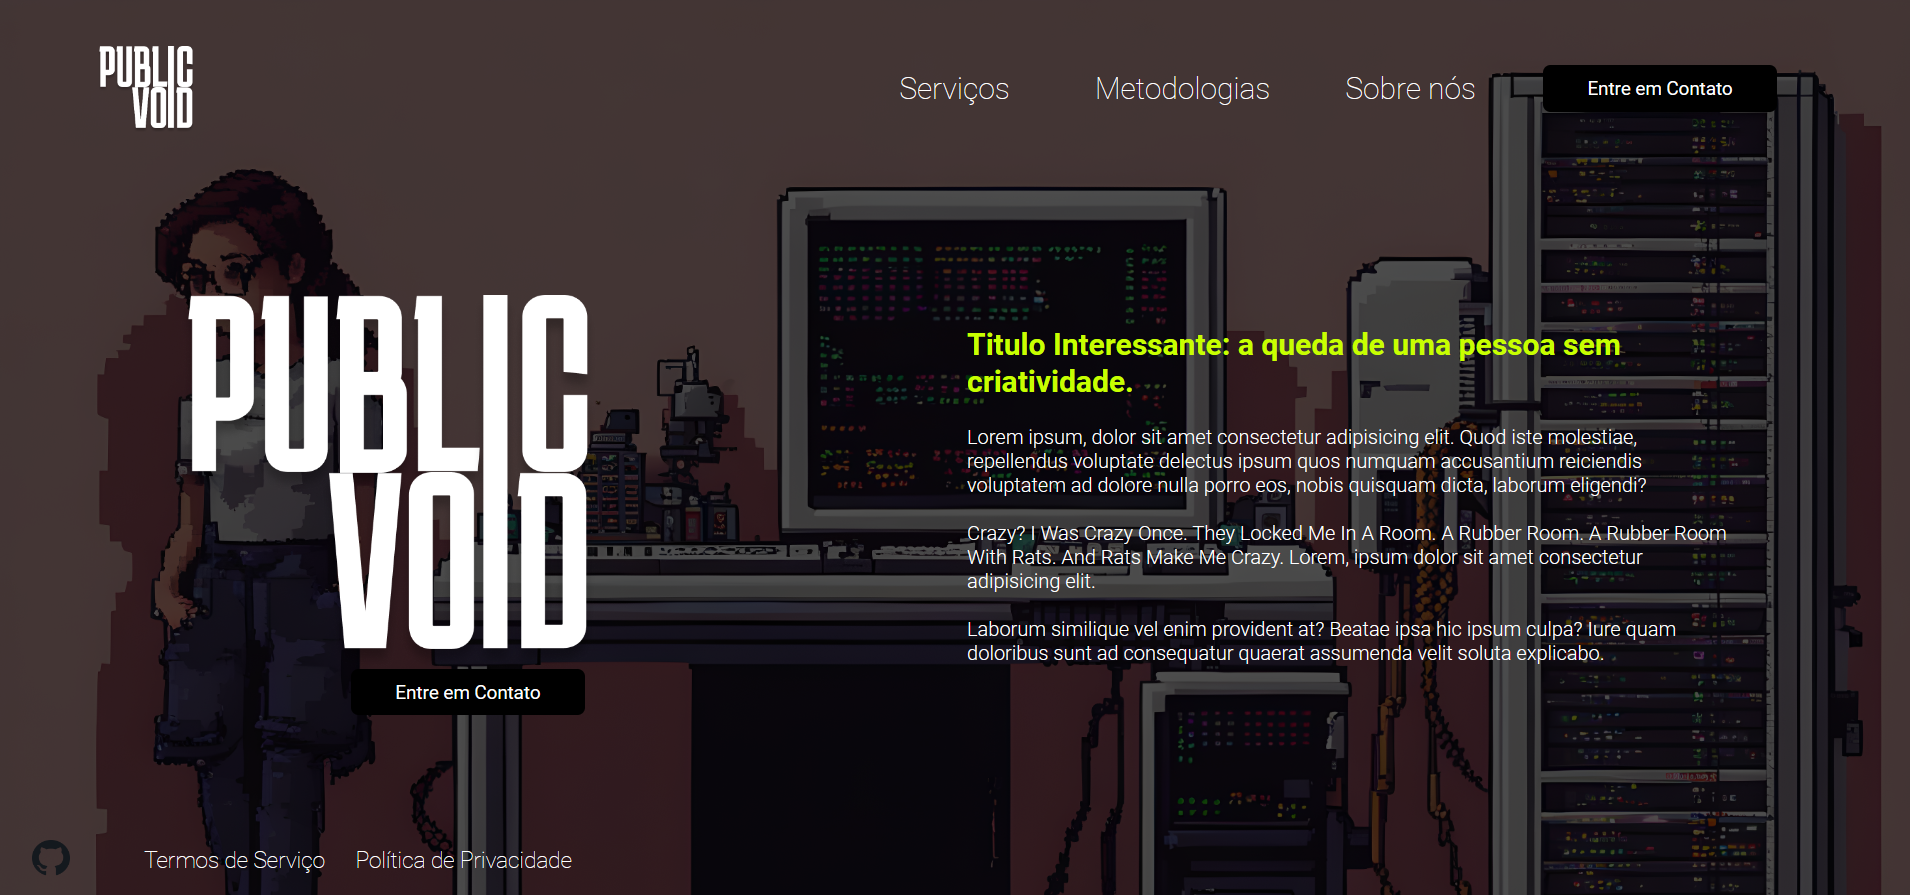 PUBLIC
VOID
Serviços
Metodologias
Sobre nós
Entre em Contato
PUBLIC
VOID
Entre em Contato
Titulo Interessante: a queda de uma pessoa sem
criatividade.
Lorem ipsum, dolor sit amet consectetur adipisicing elit. Quod iste molestiae,
repellendus voluptate delectus ipsum quos numquam accusantium reiciendis
voluptatem ad dolore nulla porro eos, nobis quisquam dicta, laborum eligendi?
Crazy? I Was Crazy Once. They Locked Me In A Room. A Rubber Room. A Rubber Room
With Rats. And Rats Make Me Crazy. Lorem, ipsum dolor sit amet consectetur
adipisicing elit.
Laborum similique vel enim provident at? Beatae ipsa hic ipsum culpa? Iure quam
doloribus sunt ad consequatur quaerat assumenda velit soluta explicabo.
Termos de Serviço
Política de Privacidade